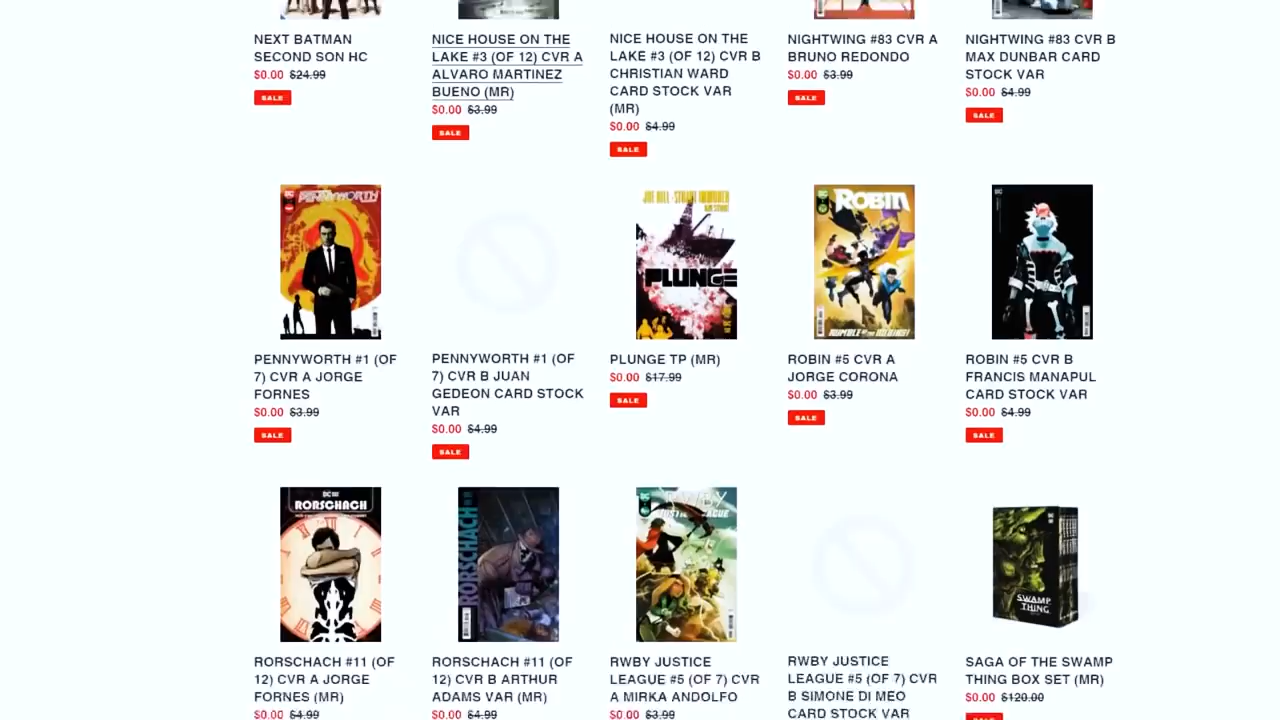 NEXT BATMAN
SECOND SON HC
$0.00 $24.99
SALE
NICE HOUSE ON THE
LAKE #3 (OF 12) CVR A
ALVARO MARTINEZ
BUENO (MR)
$0.00 $3.99
SALE
NICE HOUSE ON THE
LAKE #3 (OF 12) CVR B
CHRISTIAN WARD
CARD STOCK VAR
(MR)
$0.00 $4.99
SALE
NIGHTWING #83 CVR A
BRUNO REDONDO
$0.00 $3.99
SALE
NIGHTWING #83 CVR B
MAX DUNBAR CARD
STOCK VAR
$0.00 $4.99
SALE
PENNYWORTH
PENNYWORTH #1 (OF
7) CVR A JORGE
FORNES
$0.00 $3.99
SALE
PENNYWORTH #1 (OF
7) CVR B JUAN
GEDEON CARD STOCK
VAR
$0.00 $4.99
SALE
JOE HILL STUART IMMONEN
PLUNGE
PLUNGE TP (MR)
$0.00 $17.99
SALE
ROBIN
ROBIN #5 CVR A
JORGE CORONA
$0.00 $3.99
SALE
ROBIN #5 CVR B
FRANCIS MANAPUL
CARD STOCK VAR
$0.00 $4.99
SALE
DC
RORSCHACH
RORSCHACH #11 (OF
12) CVR A JORGE
FORNES (MR)
$0.00 $4.99
RORSCHACH
RORSCHACH #11 (OF
12) CVR B ARTHUR
ADAMS VAR (MR)
$0.00 $4.99
RWBY
RWBY JUSTICE
LEAGUE #5 (OF 7) CVR
A MIRKA ANDOLFO
$0.00 $3.99
RWBY JUSTICE
LEAGUE #5 (OF 7) CVR
B SIMONE DI MEO
CARD STOCK VAR
SWAMP
THING
SAGA OF THE SWAMP
THING BOX SET (MR)
$0.00 $120.00